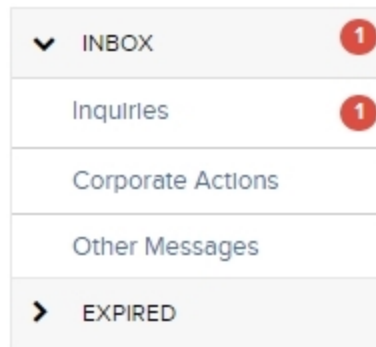 INBOX 1
Inquiries 1
Corporate Actions
Other Messages
EXPIRED